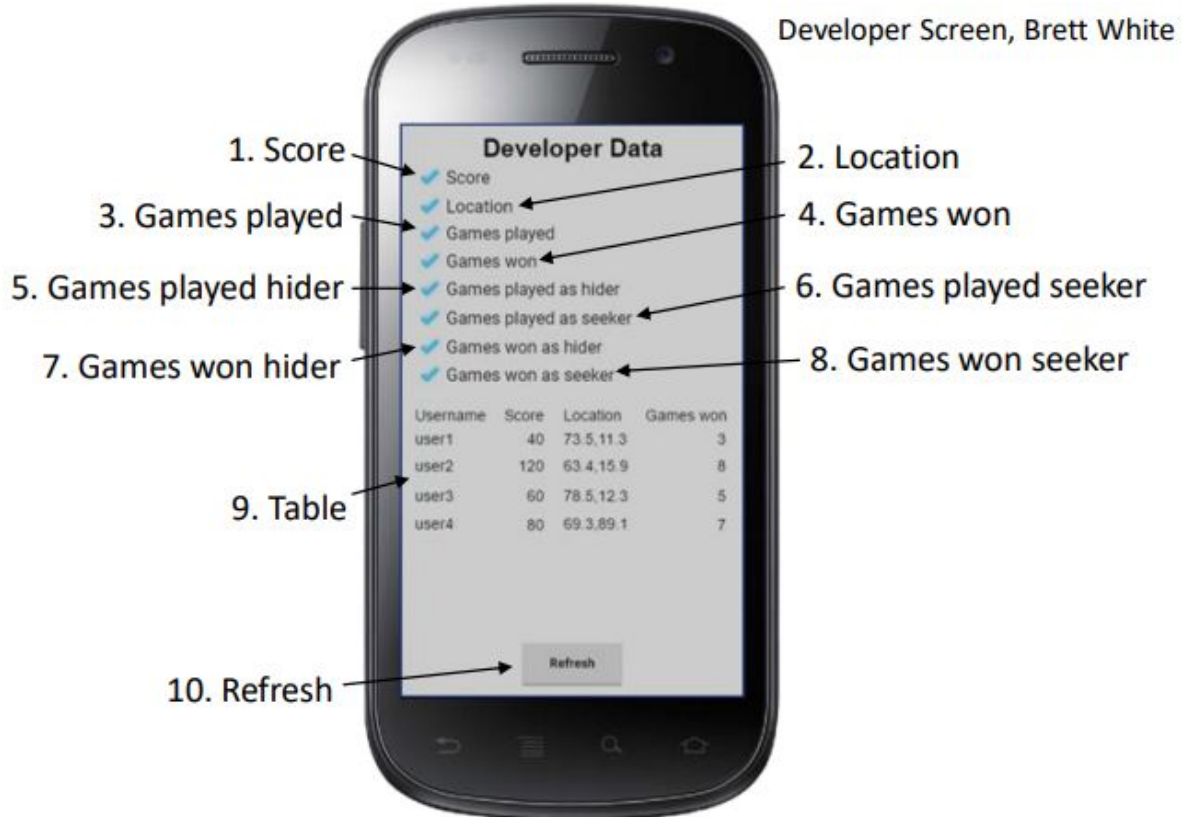 Developer Screen, Brett White
1. Score
2. Location
3. Games played
4. Games won
5. Games played hider
6. Games played seeker
7. Games won hider
8. Games won seeker
9. Table
10. Refresh
Developer Data
Score
Location
Games played
Games won
Games played as hider
Games played as seeker
Games won as hider
Games won as seeker
Username Score Location Games won
user1 40 73.5,11.3 3
user2 120 63.4,15.9 8
user3 60 78.5,12.3 5
user4 80 69.3,89.1 7
Refresh